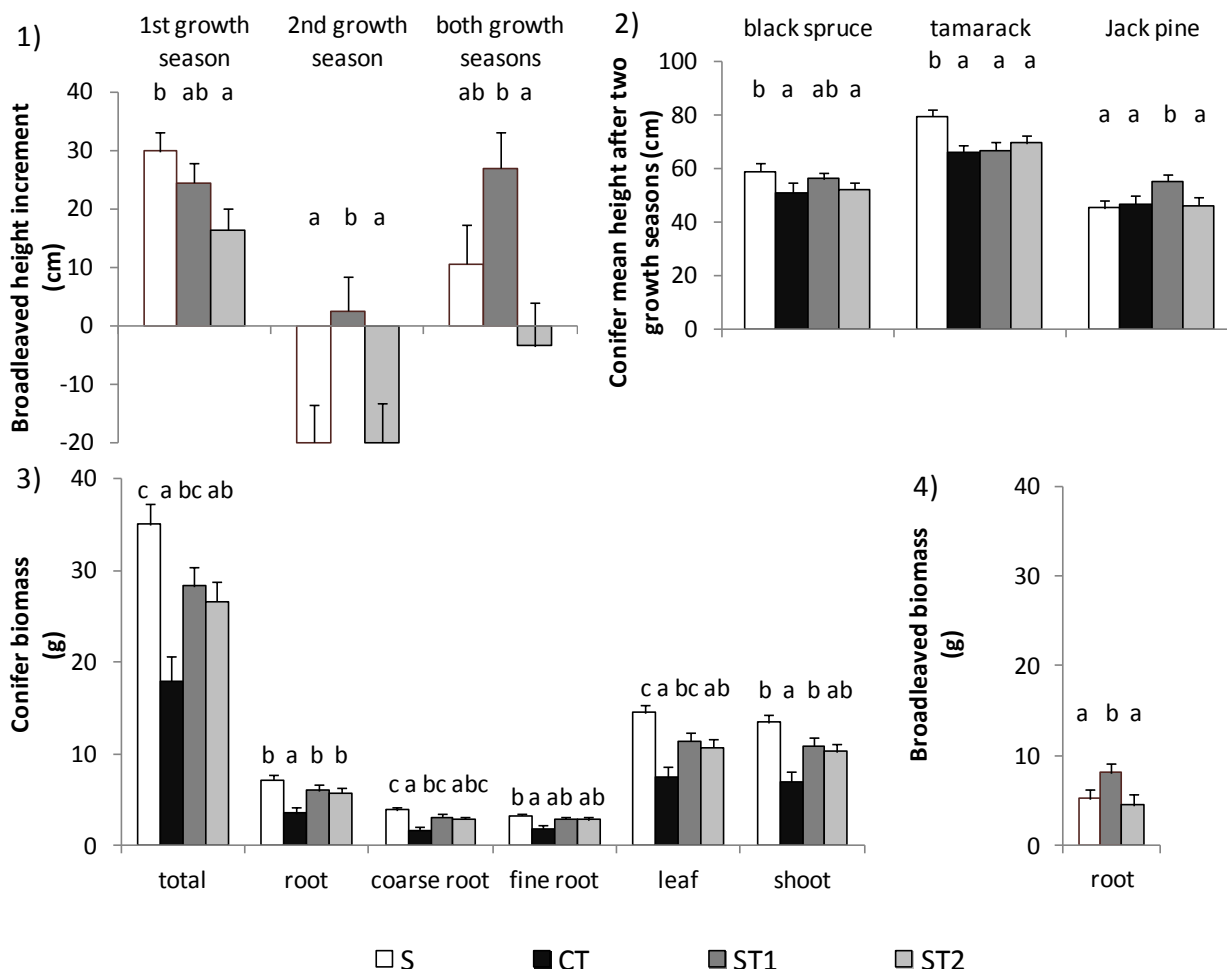 1)
1st growth season
2nd growth season
both growth seasons
b ab a
a b a
ab b a
40
30
20
10
0
-10
-20
Broadleaved height increment (cm)
2)
black spruce
tamarack
Jack pine
b a ab a
b a a a
a a b a
100
80
60
40
20
0
Conifer mean height after two growth seasons (cm)
3)
40
30
20
10
0
Conifer biomass (g)
c a bc ab
b a b b
c a bc abc
b a ab ab
c a bc ab
b a b ab
total
root
coarse root
fine root
leaf
shoot
4)
40
30
20
10
0
Broadleaved biomass (g)
a b a
root
S CT ST1 ST2